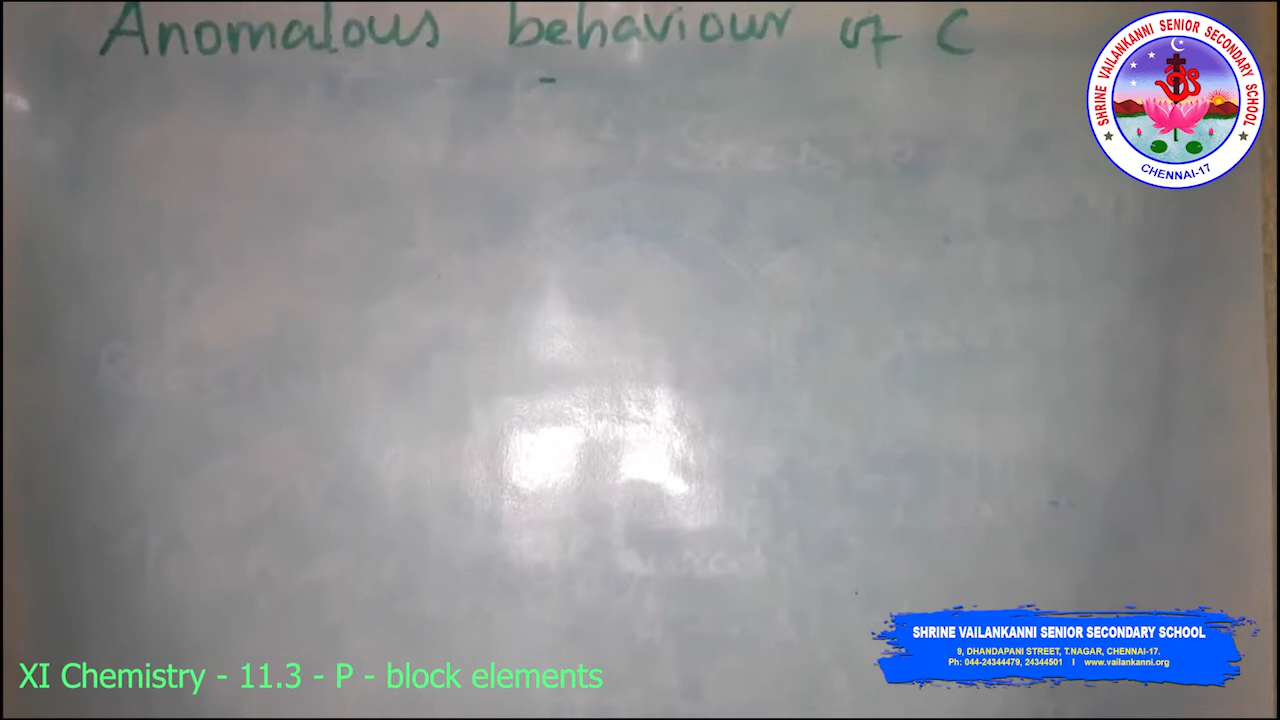 Anomalous behaviour of C
SHRINE VAILANKANNI SENIOR SECONDARY SCHOOL
CHENNAI-17
SHRINE VAILANKANNI SENIOR SECONDARY SCHOOL
9, DHANDAPANI STREET, T.NAGAR, CHENNAI-17.
Ph: 044-24344479, 24344501 I www.vailankanni.org
XI Chemistry - 11.3 - P - block elements